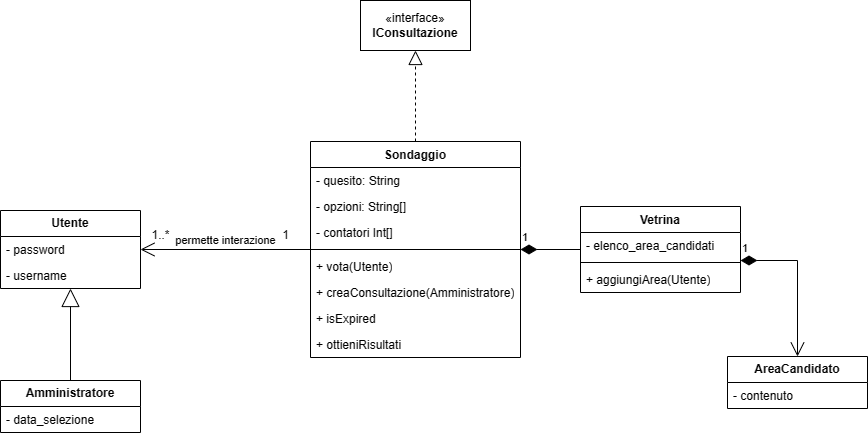 «interface»
IConsultazione
Sondaggio
- quesito: String
- opzioni: String[]
- contatori Int[]
+ vota(Utente)
+ creaConsultazione(Amministratore)
+ isExpired
+ ottieniRisultati
Utente
- password
- username
1..* permette interazione 1
Amministratore
- data_selezione
1
Vetrina
- elenco_area_candidati
+ aggiungiArea(Utente)
1
AreaCandidato
- contenuto